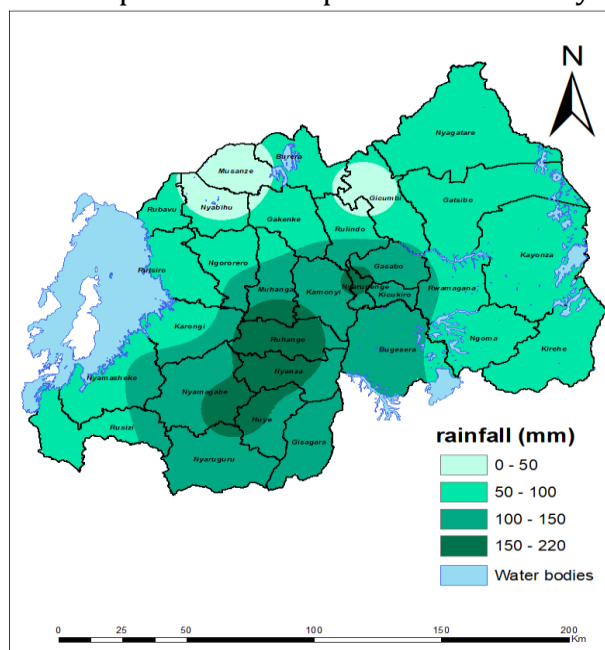 N
Nyagatare
Burera
Musanze
Gicumbi
Nyabihu
Gatsibo
Rubavu
Gakenke
Rulindo
Ngororero
Gasabo
Kayonza
Rutsiro
Muhanga
Kamonyi
Nyarugenge
Kicukiro
Rwamagana
Karongi
Ruhango
Bugesera
Ngoma
Kirehe
Nyamasheke
Nyanza
Nyamagabe
Huye
Rusizi
Gisagara
Nyaruguru
rainfall (mm)
0 - 50
50 - 100
100 - 150
150 - 220
Water bodies
0 25 50 100 150 200
Km